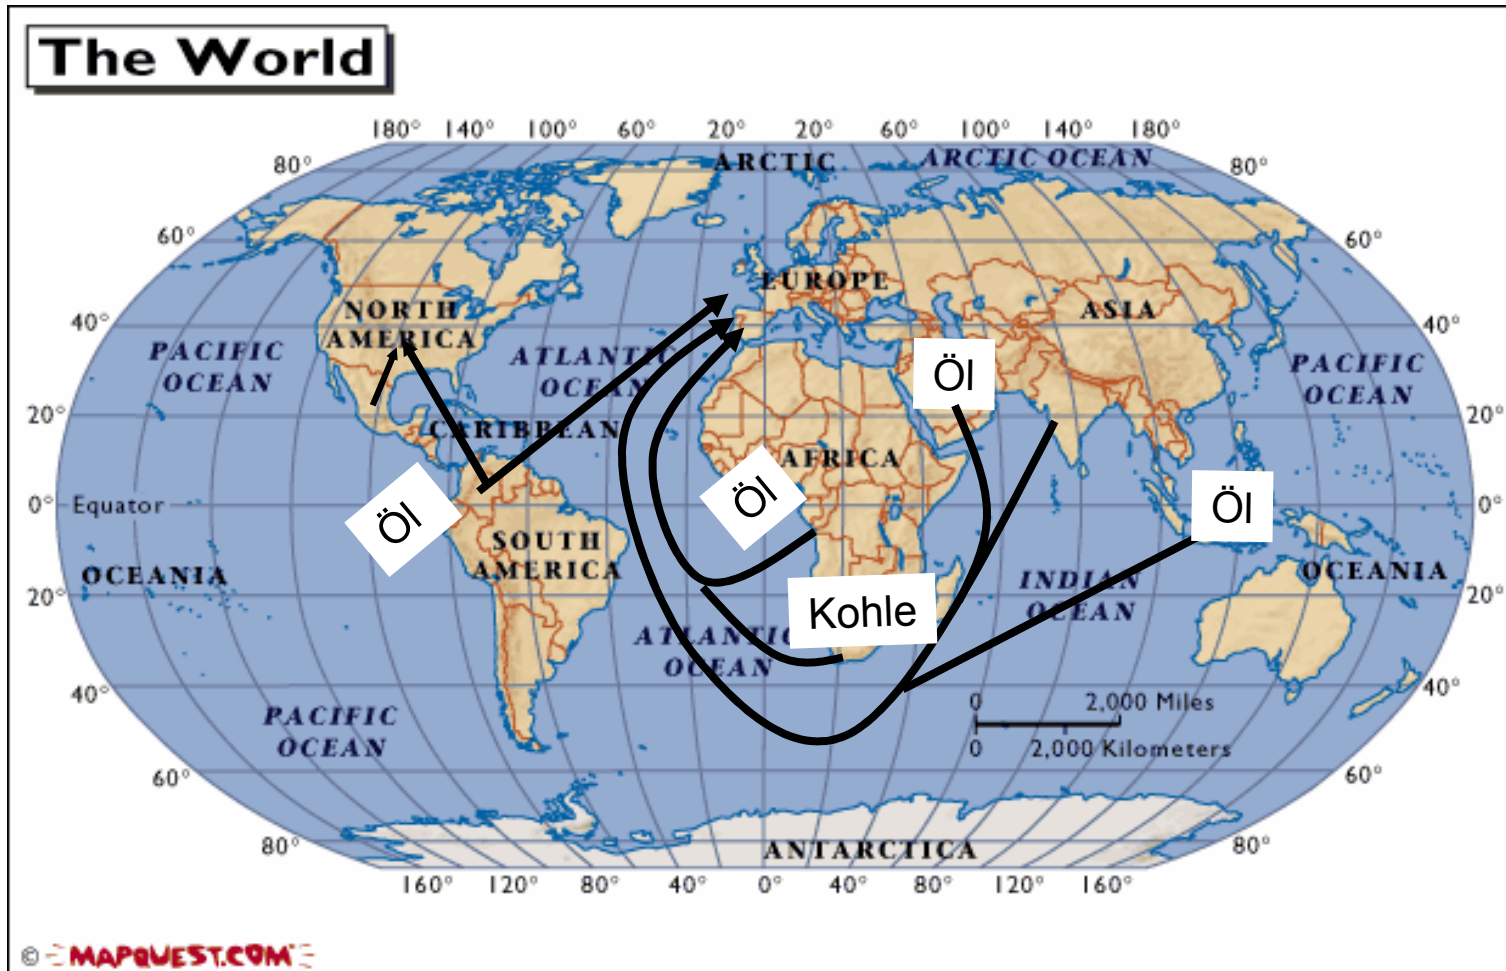 The World
180° 140° 100° 60° 20° 20° 60° 100° 140° 180°
80° ARCTIC ARCTIC OCEAN 80°
60° 60°
EUROPE
NORTH AMERICA
ASIA
40° 40°
PACIFIC OCEAN
ATLANTIC OCEAN
PACIFIC OCEAN
Öl
20° 20°
CARIBBEAN
AFRICA
Öl
Öl
Öl
0° Equator 0°
SOUTH AMERICA
OCEANIA
INDIAN OCEAN
OCEANIA
20° 20°
Kohle
ATLANTIC OCEAN
40° 40°
PACIFIC OCEAN
0 2,000 Miles
0 2,000 Kilometers
60° 60°
80° ANTARCTICA 80°
160° 120° 80° 40° 0° 40° 80° 120° 160°
© MAPQUEST.COM